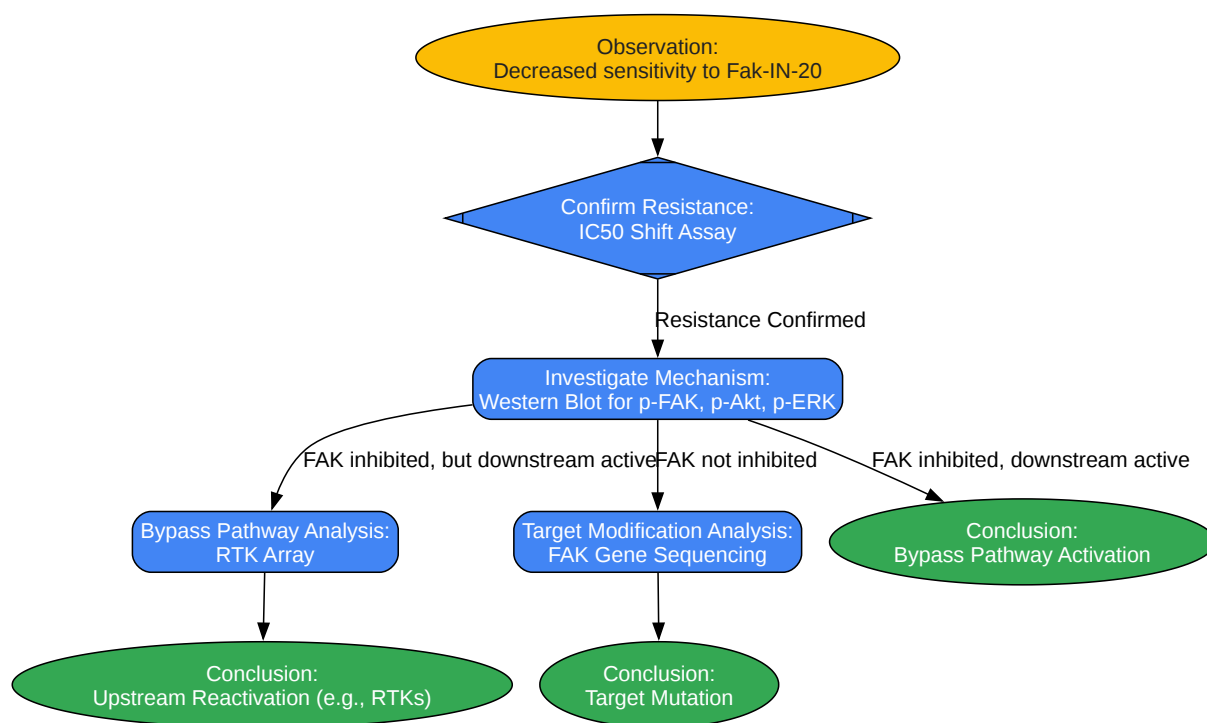 Observation:
Decreased sensitivity to Fak-IN-20
Confirm Resistance:
IC50 Shift Assay
Resistance Confirmed
Investigate Mechanism:
Western Blot for p-FAK, p-Akt, p-ERK
FAK inhibited, but downstream active
FAK not inhibited
FAK inhibited, downstream active
Bypass Pathway Analysis:
RTK Array
Target Modification Analysis:
FAK Gene Sequencing
Conclusion:
Bypass Pathway Activation
Conclusion:
Upstream Reactivation (e.g., RTKs)
Conclusion:
Target Mutation